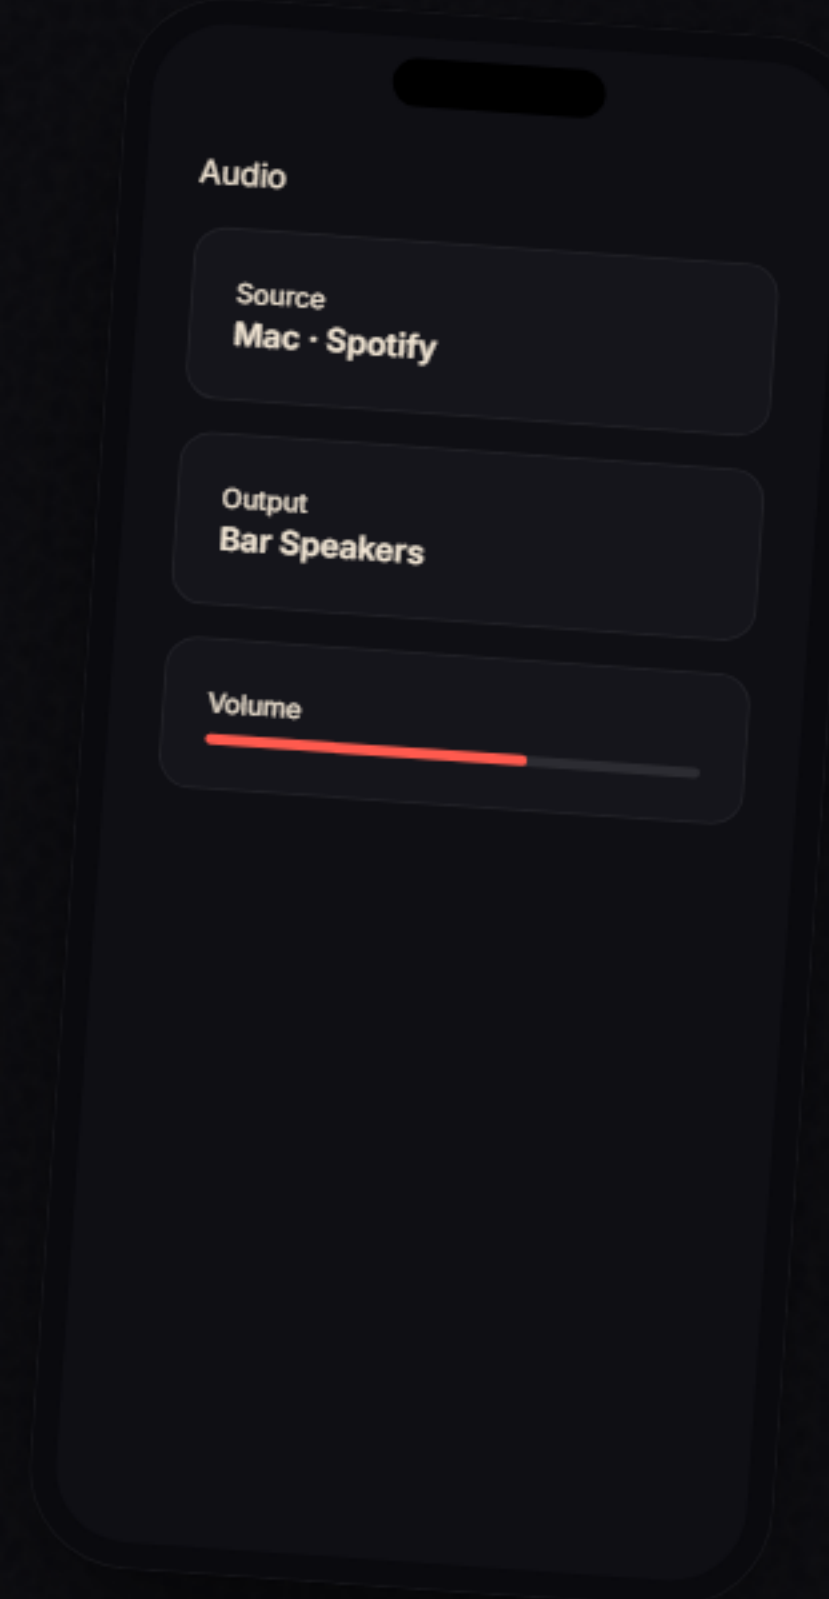 Audio
Source
Mac · Spotify
Output
Bar Speakers
Volume